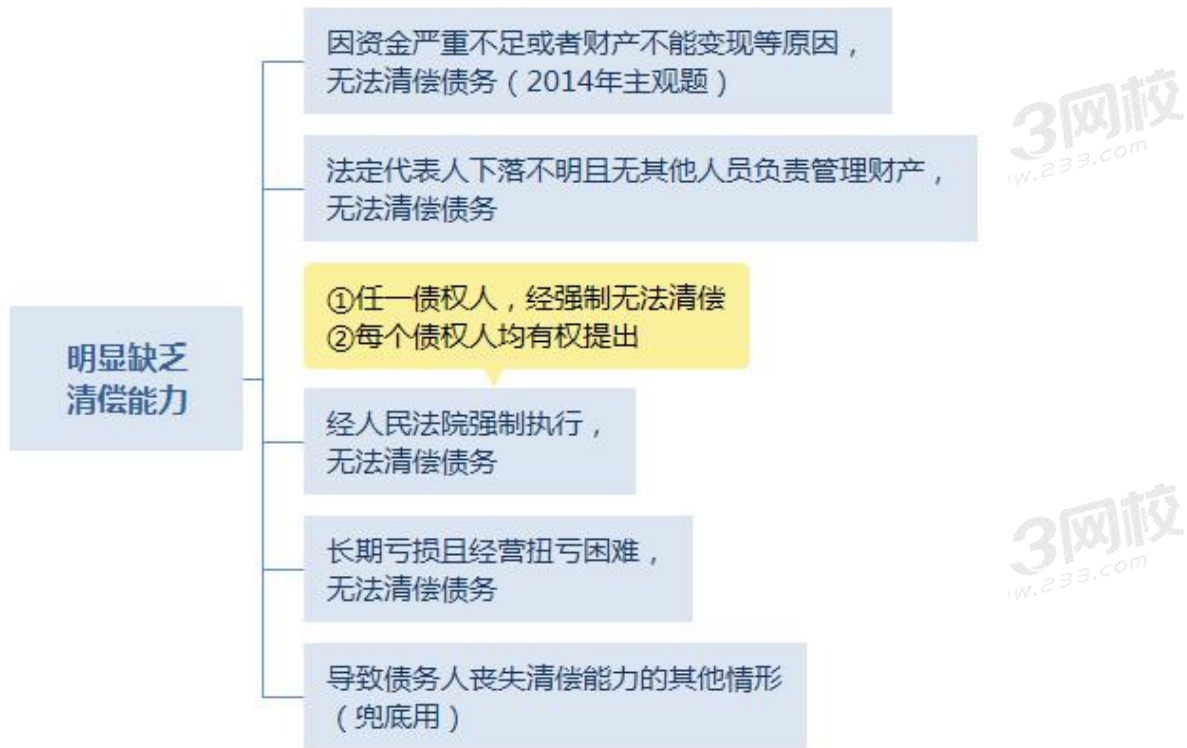 因资金严重不足或者财产不能变现等原因，
无法清偿债务（2014年主观题）
法定代表人下落不明且无其他人员负责管理财产，
无法清偿债务
①任一债权人，经强制无法清偿
②每个债权人均有权提出
明显缺乏
清偿能力
经人民法院强制执行，
无法清偿债务
长期亏损且经营扭亏困难，
无法清偿债务
导致债务人丧失清偿能力的其他情形
（兜底用）
3网校
w.233.com
3网校
w.233.com